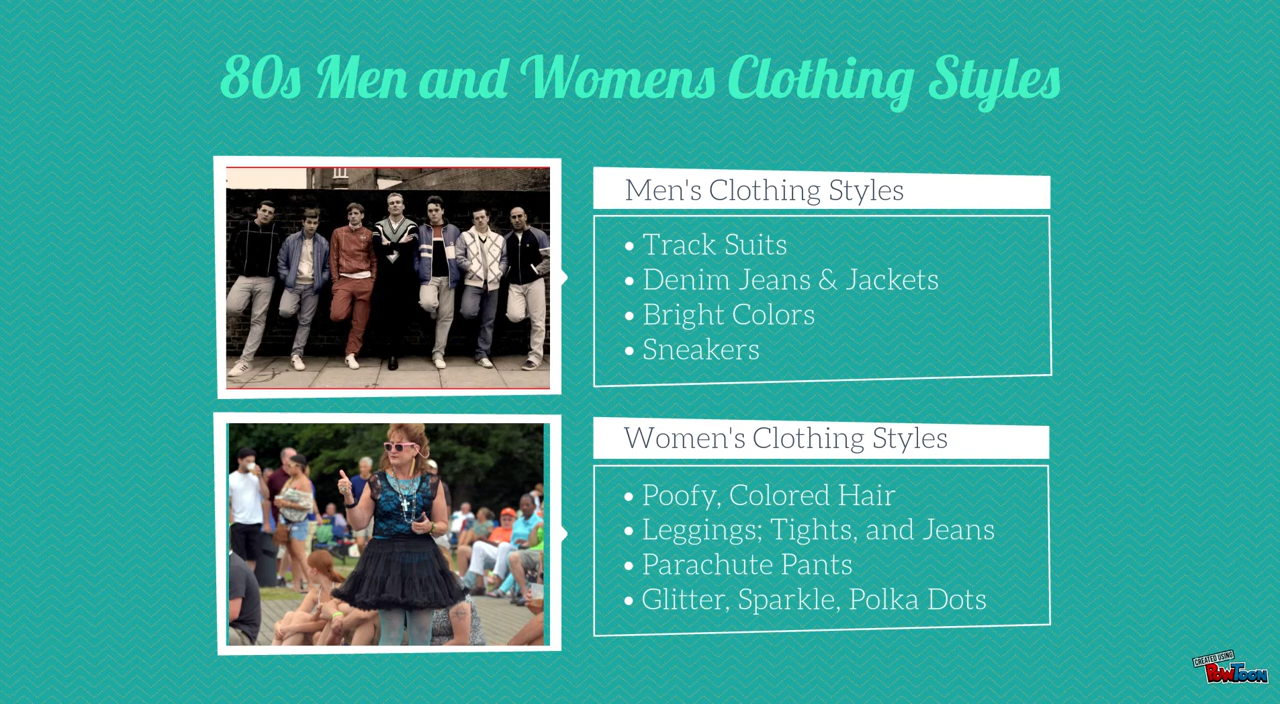 80s Men and Womens Clothing Styles
Men's Clothing Styles
• Track Suits
• Denim Jeans & Jackets
• Bright Colors
• Sneakers
Women's Clothing Styles
• Poofy, Colored Hair
• Leggings; Tights, and Jeans
• Parachute Pants
• Glitter, Sparkle, Polka Dots
CREATED USING
POWTOON